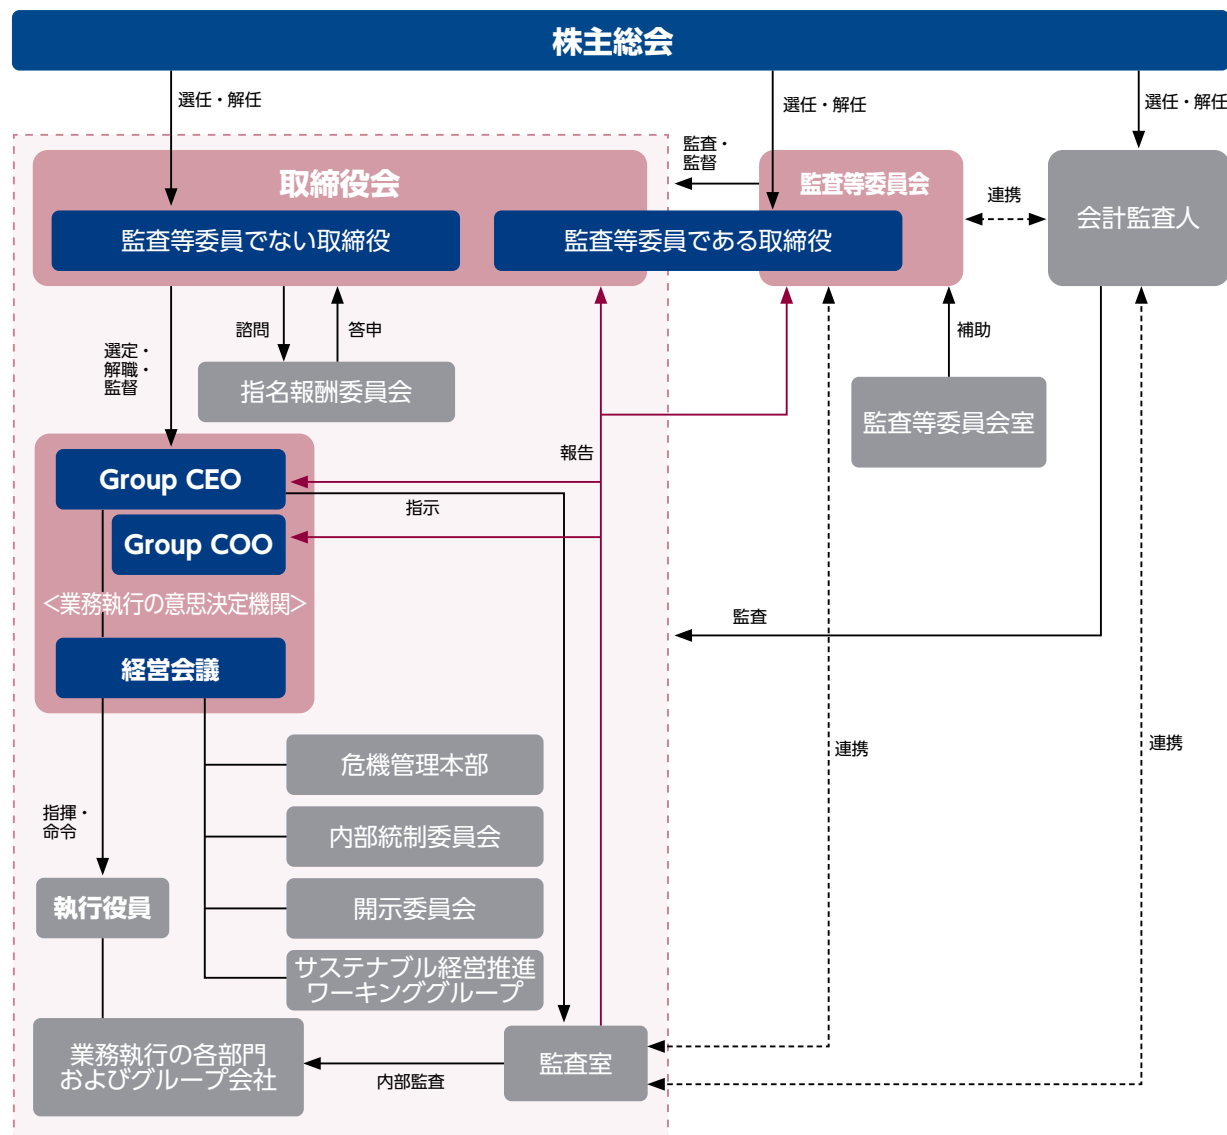 株主総会
選任・解任
選任・解任
選任・解任
監査・
監督
取締役会
監査等委員会
連携
会計監査人
監査等委員でない取締役
監査等委員である取締役
諮問
答申
補助
選定・
解職・
監督
指名報酬委員会
監査等委員会室
報告
Group CEO
指示
Group COO
<業務執行の意思決定機関>
監査
経営会議
危機管理本部
連携
連携
指揮・
命令
内部統制委員会
執行役員
開示委員会
サステナブル経営推進
ワーキンググループ
業務執行の各部門
およびグループ会社
内部監査
監査室